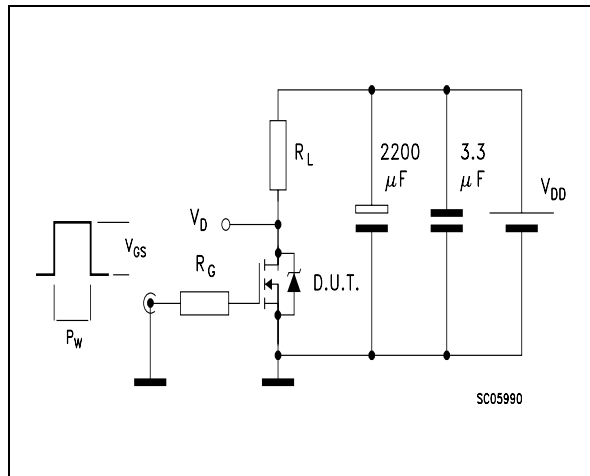 R_L
2200
μF
3.3
μF
V_DD
V_D
V_GS
R_G
D.U.T.
P_W
SC05990